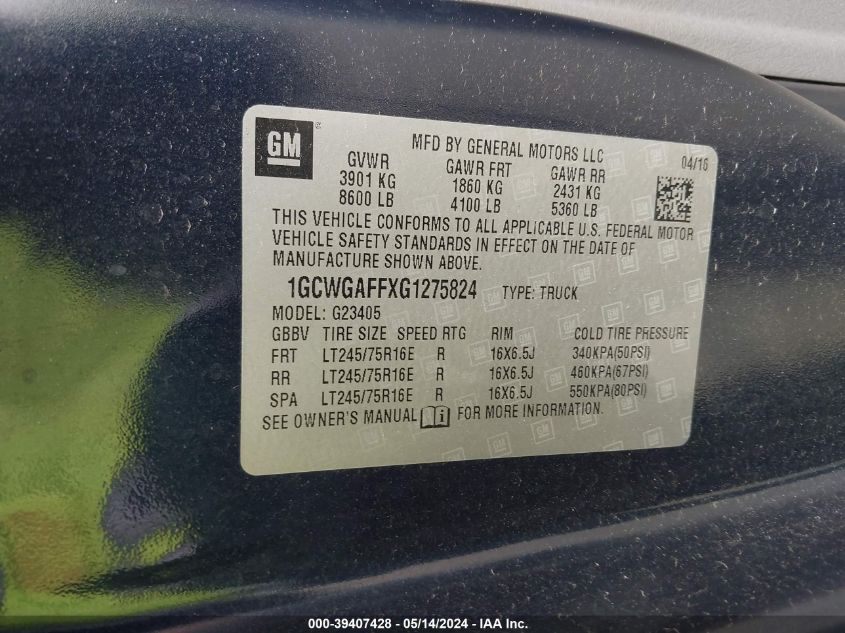 GM
MFD BY GENERAL MOTORS LLC
04/16
GVWR GAWR FRT GAWR RR
3901 KG 1860 KG 2431 KG
8600 LB 4100 LB 5360 LB
THIS VEHICLE CONFORMS TO ALL APPLICABLE U.S. FEDERAL MOTOR
VEHICLE SAFETY STANDARDS IN EFFECT ON THE DATE OF
MANUFACTURE SHOWN ABOVE.
1GCWGAFFXG1275824 TYPE: TRUCK
MODEL: G23405
GBBV TIRE SIZE SPEED RTG RIM COLD TIRE PRESSURE
FRT LT245/75R16E R 16X6.5J 340KPA(50PSI)
RR LT245/75R16E R 16X6.5J 460KPA(67PSI)
SPA LT245/75R16E R 16X6.5J 550KPA(80PSI)
SEE OWNER'S MANUAL i FOR MORE INFORMATION.
000-39407428 - 05/14/2024 - IAA Inc.